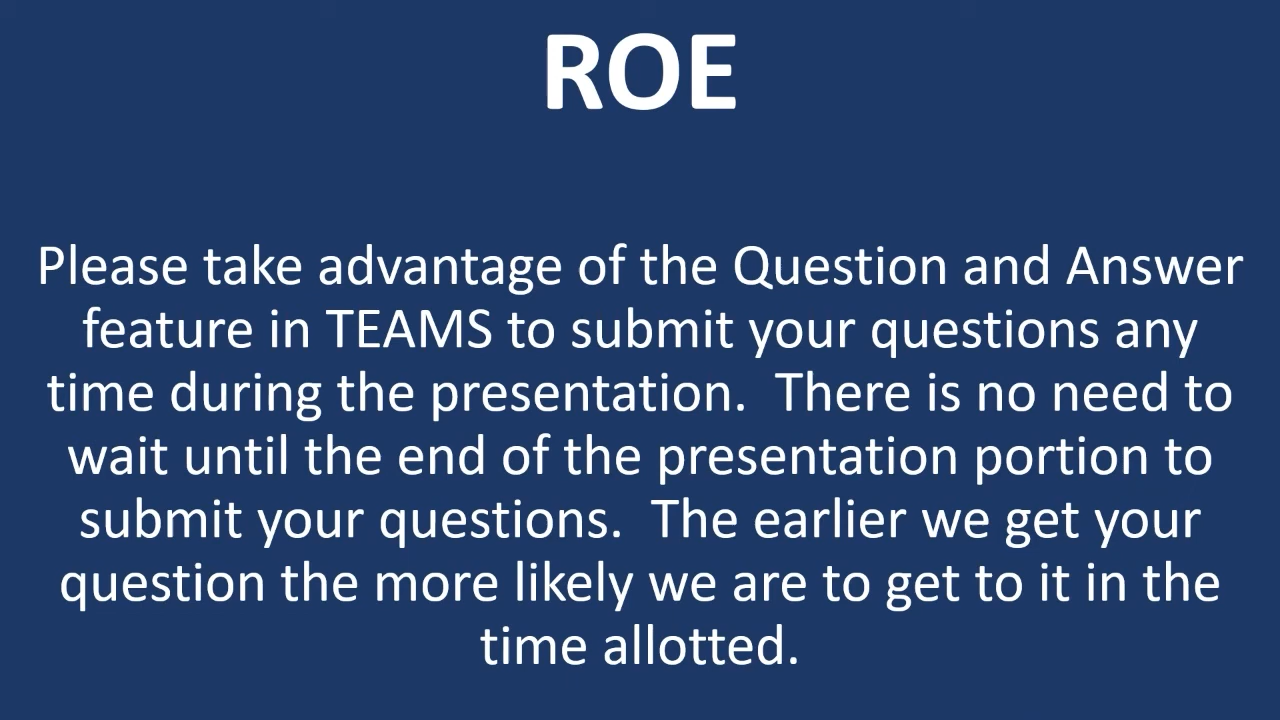 ROE
Please take advantage of the Question and Answer
feature in TEAMS to submit your questions any
time during the presentation.  There is no need to
wait until the end of the presentation portion to
submit your questions.  The earlier we get your
question the more likely we are to get to it in the
time allotted.